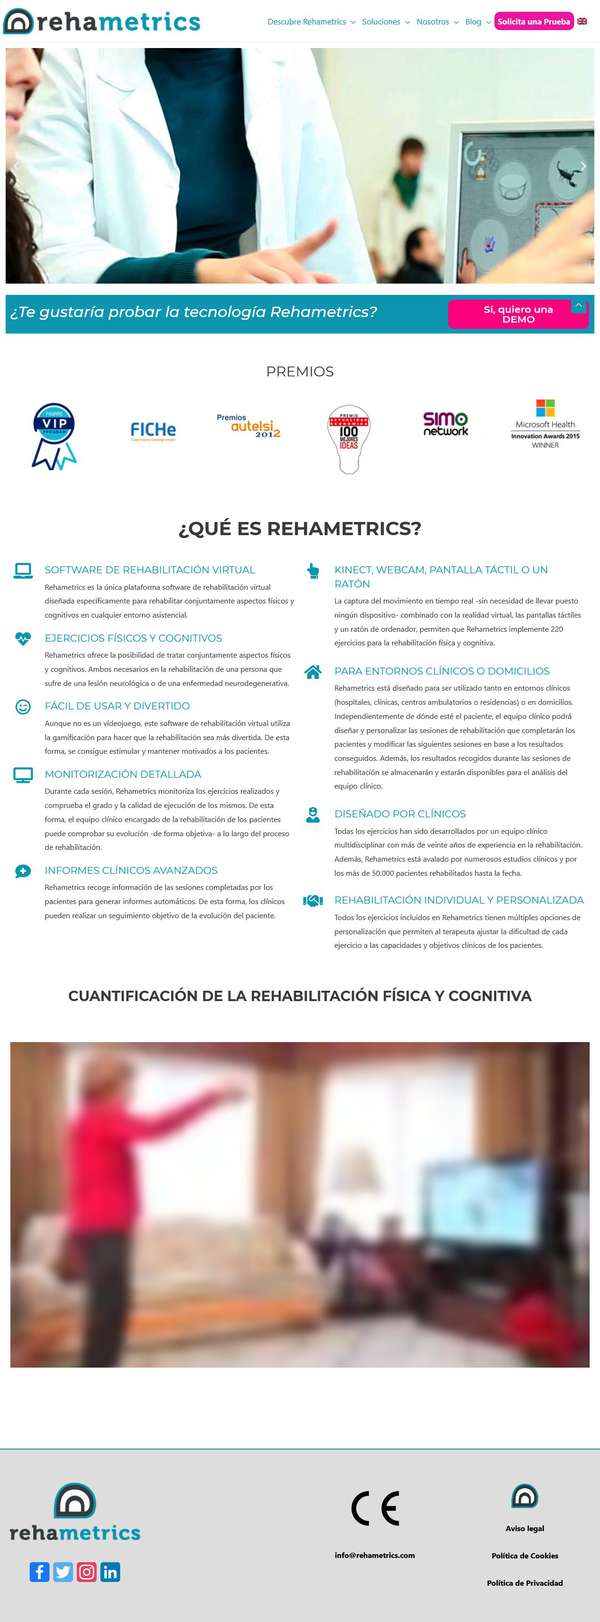 rehametrics
Descubre Rehametrics
Soluciones
Nosotros
Blog
Solicita una Prueba
¿Te gustaría probar la tecnología Rehametrics?
Sí, quiero una
DEMO
PREMIOS
VIP
FICHe
Premios
autelsi
2012
PREMIO
100
MEJORES
IDEAS
SIMO
network
Microsoft Health
Innovation Awards 2015
WINNER
¿QUÉ ES REHAMETRICS?
SOFTWARE DE REHABILITACIÓN VIRTUAL
Rehametrics es la única plataforma software de rehabilitación virtual
diseñada específicamente para rehabilitar conjuntamente aspectos físicos y
cognitivos en cualquier entorno asistencial.
EJERCICIOS FÍSICOS Y COGNITIVOS
Rehametrics ofrece la posibilidad de tratar conjuntamente aspectos físicos
y cognitivos. Ambos necesarios en la rehabilitación de una persona que
sufre de una lesión neurológica o de una enfermedad neurodegenerativa.
FÁCIL DE USAR Y DIVERTIDO
Aunque no es un videojuego, este software de rehabilitación virtual utiliza
la gamificación para hacer que la rehabilitación sea más divertida. De esta
forma, se consigue estimular y mantener motivados a los pacientes.
MONITORIZACIÓN DETALLADA
Durante cada sesión, Rehametrics monitoriza los ejercicios realizados y
comprueba el grado y la calidad de ejecución de los mismos. De esta
forma, el equipo clínico encargado de la rehabilitación de los pacientes
puede comprobar su evolución -de forma objetiva- a lo largo del proceso
de rehabilitación.
INFORMES CLÍNICOS AVANZADOS
Rehametrics recoge información de las sesiones completadas por los
pacientes para generar informes automáticos. De esta forma, los clínicos
pueden realizar un seguimiento objetivo de la evolución del paciente.
KINECT, WEBCAM, PANTALLA TÁCTIL O UN
RATÓN
La captura del movimiento en tiempo real -sin necesidad de llevar puesto
ningún dispositivo- combinado con la realidad virtual, las pantallas táctiles
y un ratón de ordenador, permiten que Rehametrics implemente 220
ejercicios para la rehabilitación física y cognitiva.
PARA ENTORNOS CLÍNICOS O DOMICILIOS
Rehametrics está diseñado para ser utilizado tanto en entornos clínicos
(hospitales, clínicas, centros ambulatorios o residencias) o en domicilios.
Independientemente de dónde esté el paciente, el equipo clínico podrá
diseñar y personalizar las sesiones de rehabilitación que completarán los
pacientes y modificar las siguientes sesiones en base a los resultados
conseguidos. Además, los resultados recogidos durante las sesiones de
rehabilitación se almacenarán y estarán disponibles para el análisis del
equipo clínico.
DISEÑADO POR CLÍNICOS
Todas los ejercicios han sido desarrollados por un equipo clínico
multidisciplinar con más de veinte años de experiencia en la rehabilitación.
Además, Rehametrics está avalado por numerosos estudios clínicos y por
los más de 50.000 pacientes rehabilitados hasta la fecha.
REHABILITACIÓN INDIVIDUAL Y PERSONALIZADA
Todos los ejercicios incluidos en Rehametrics tienen múltiples opciones de
personalización que permiten al terapeuta ajustar la dificultad de cada
ejercicio a las capacidades y objetivos clínicos de los pacientes.
CUANTIFICACIÓN DE LA REHABILITACIÓN FÍSICA Y COGNITIVA
rehametrics
CE
info@rehametrics.com
Aviso legal
Política de Cookies
Política de Privacidad